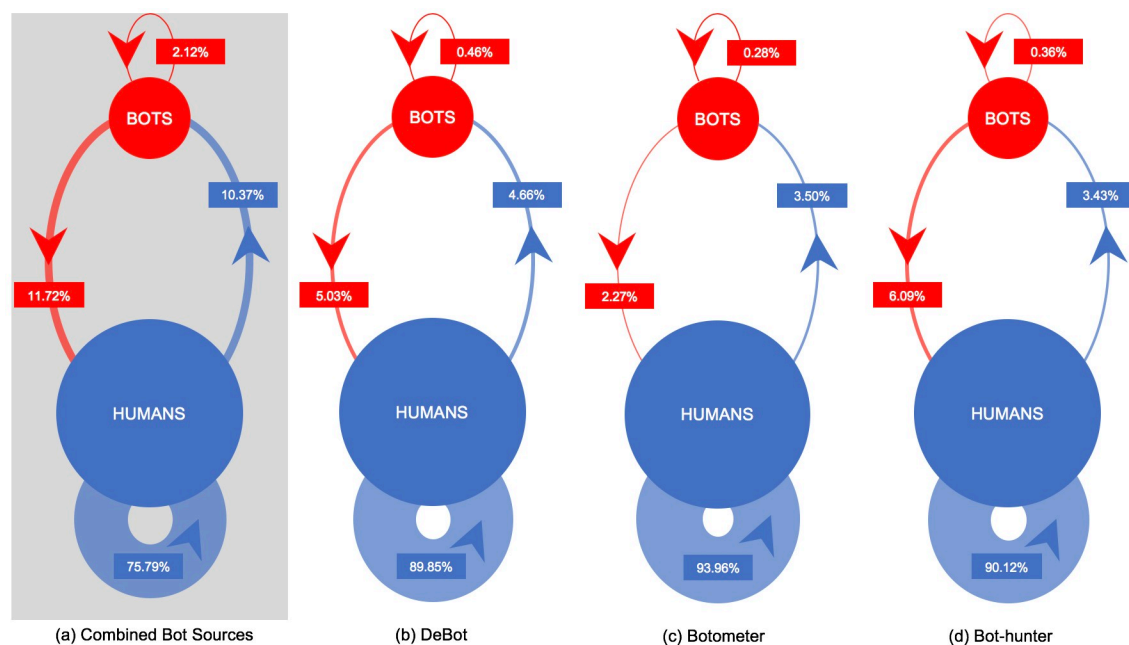 2.12%
BOTS
10.37%
11.72%
HUMANS
75.79%
(a) Combined Bot Sources
0.46%
BOTS
4.66%
5.03%
HUMANS
89.85%
(b) DeBot
0.28%
BOTS
3.50%
2.27%
HUMANS
93.96%
(c) Botometer
0.36%
BOTS
3.43%
6.09%
HUMANS
90.12%
(d) Bot-hunter